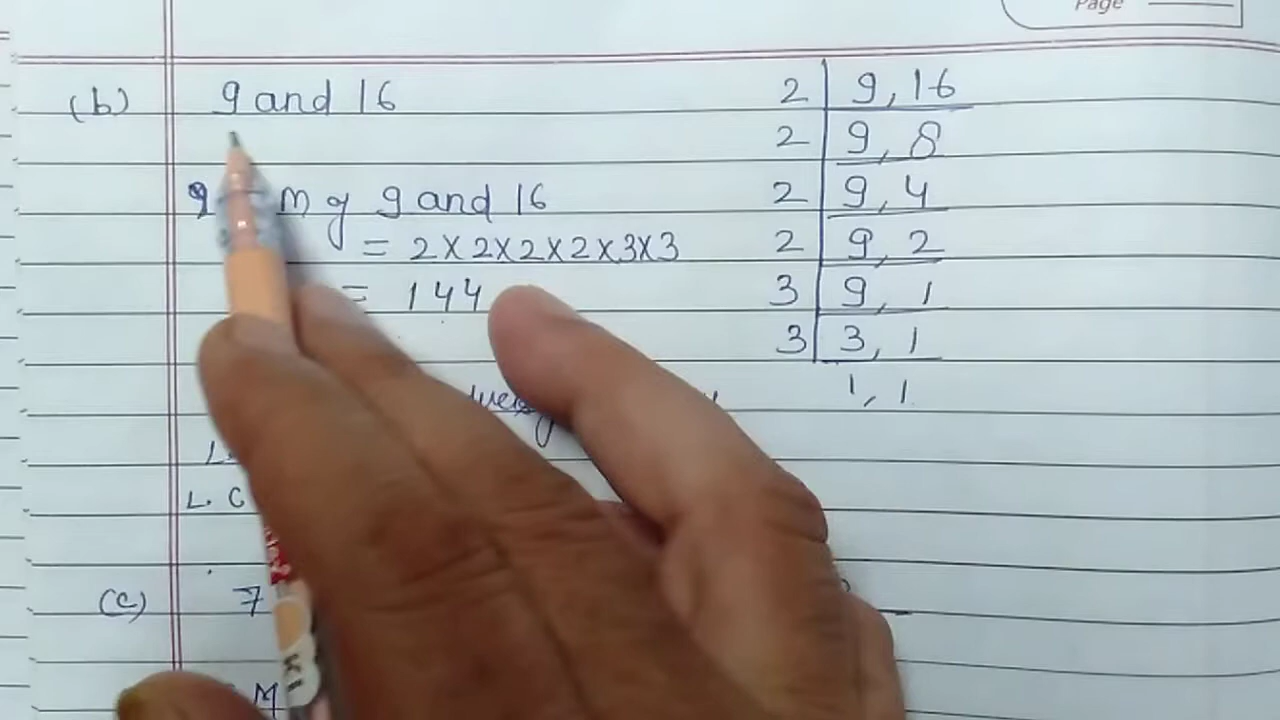 Page
(b) 9 and 16
2 | 9, 16
2 | 9, 8
M of 9 and 16
2 | 9, 4
= 2×2×2×2×3×3
2 | 9, 2
= 144
3 | 9, 1
3 | 3, 1
1, 1
L. C
(c) 7
M
KI